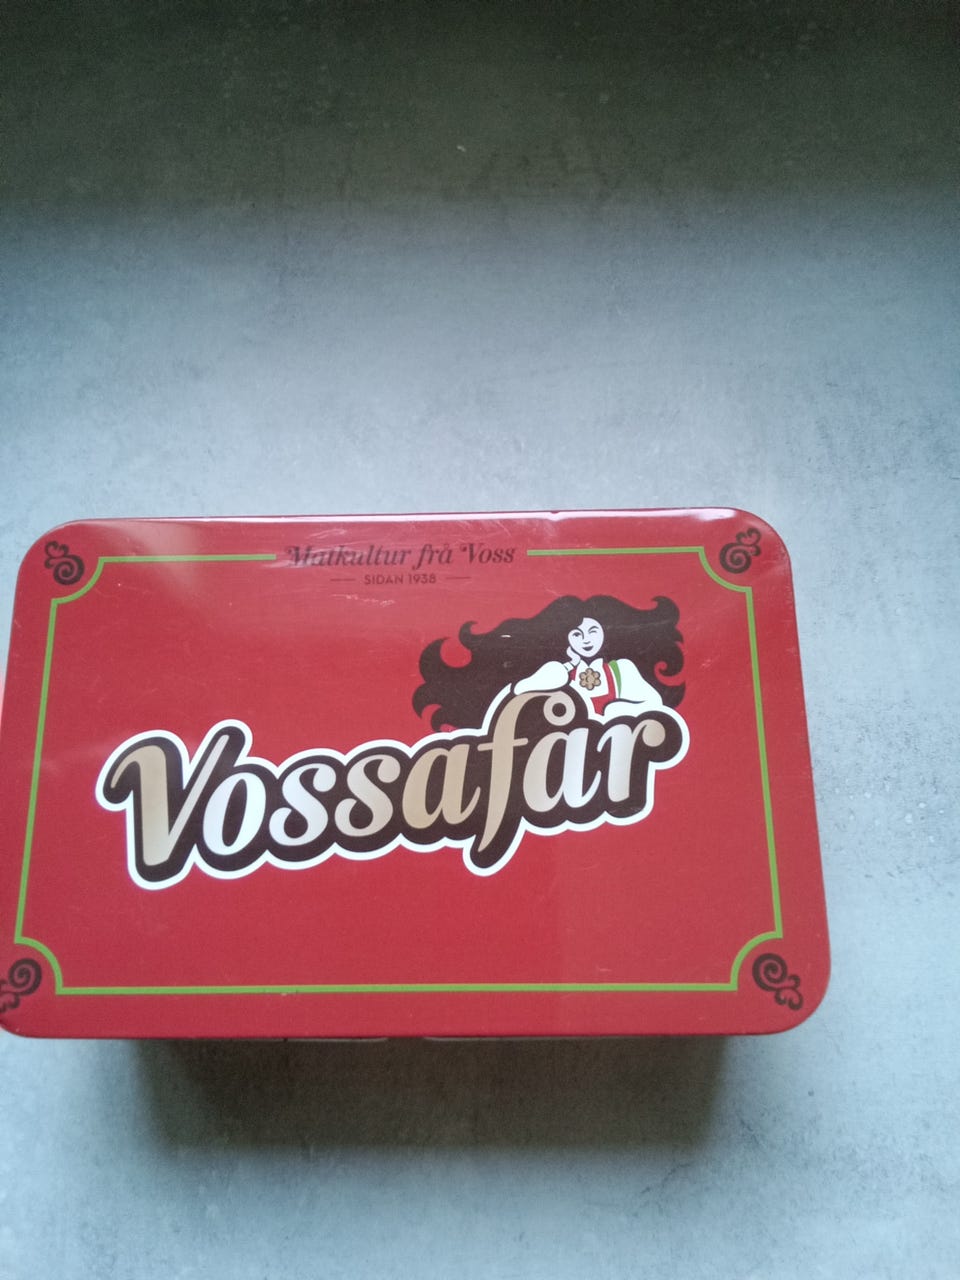 Matkultur frå Voss
SIDAN 1938
Vossafår